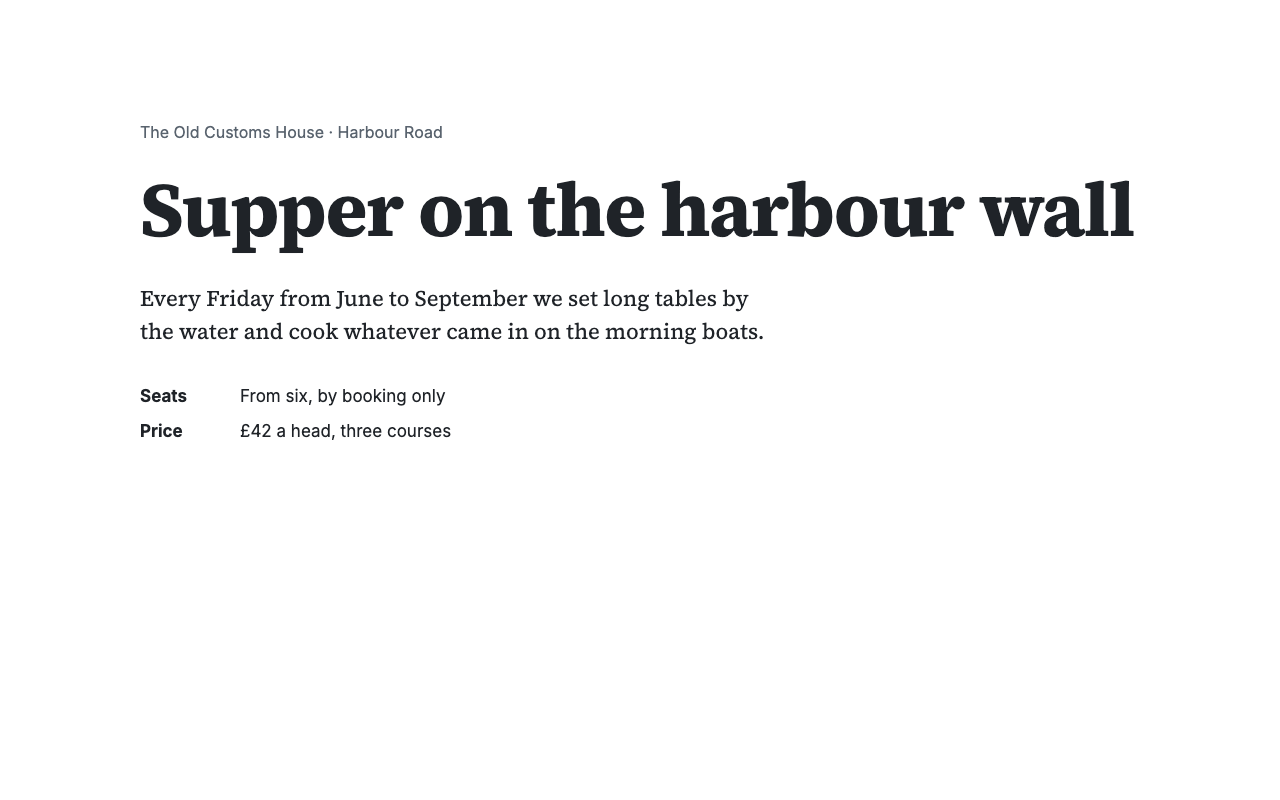 The Old Customs House · Harbour Road
Supper on the harbour wall
Every Friday from June to September we set long tables by
the water and cook whatever came in on the morning boats.
Seats From six, by booking only
Price £42 a head, three courses